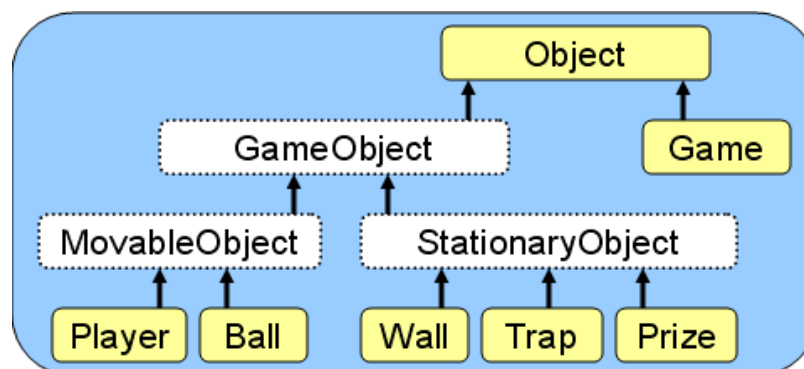 Object
GameObject
Game
MovableObject
StationaryObject
Player
Ball
Wall
Trap
Prize